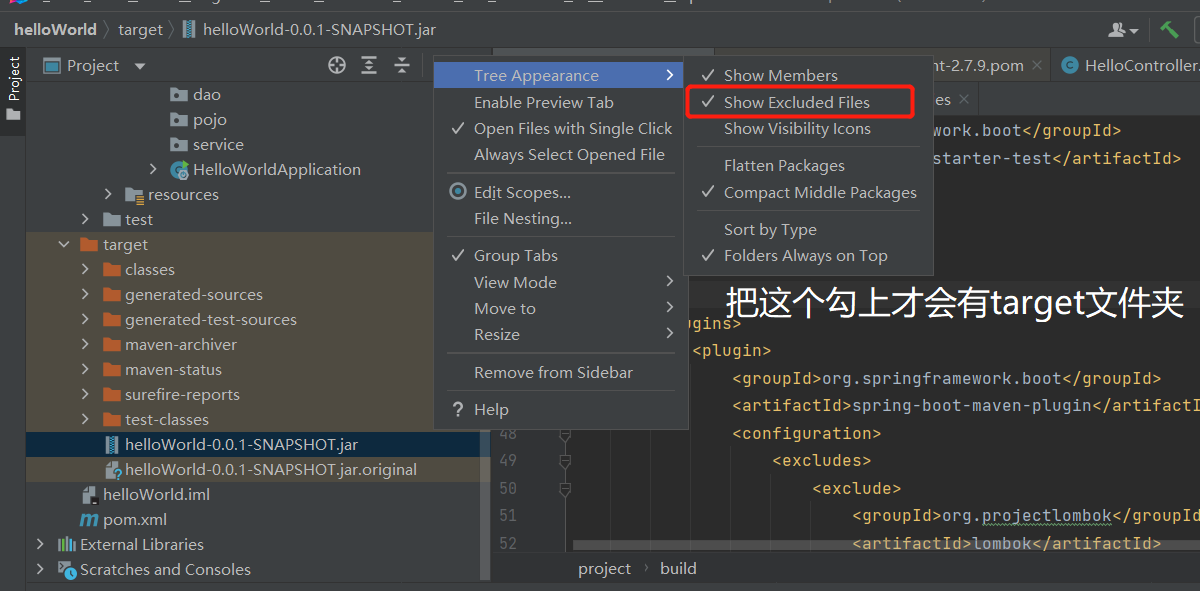 helloWorld target helloWorld-0.0.1-SNAPSHOT.jar
Project
Project
dao
pojo
service
HelloWorldApplication
resources
test
target
classes
generated-sources
generated-test-sources
maven-archiver
maven-status
surefire-reports
test-classes
helloWorld-0.0.1-SNAPSHOT.jar
helloWorld-0.0.1-SNAPSHOT.jar.original
helloWorld.iml
pom.xml
External Libraries
Scratches and Consoles
Tree Appearance
Enable Preview Tab
Open Files with Single Click
Always Select Opened File
Edit Scopes...
File Nesting...
Group Tabs
View Mode
Move to
Resize
Remove from Sidebar
? Help
Show Members
Show Excluded Files
Show Visibility Icons
Flatten Packages
Compact Middle Packages
Sort by Type
Folders Always on Top
nt-2.7.9.pom
HelloController.
es
work.boot</groupId>
starter-test</artifactId>
把这个勾上才会有target文件夹
gins>
<plugin>
<groupId>org.springframework.boot</groupId>
<artifactId>spring-boot-maven-plugin</artifactI
48 <configuration>
49 <excludes>
50 <exclude>
51 <groupId>org.projectlombok</groupId
52 <artifactId>lombok</artifactId>
project build